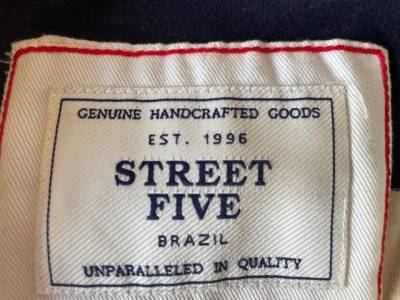 GENUINE HANDCRAFTED GOODS
EST. 1996
STREET
FIVE
BRAZIL
UNPARALLELED IN QUALITY